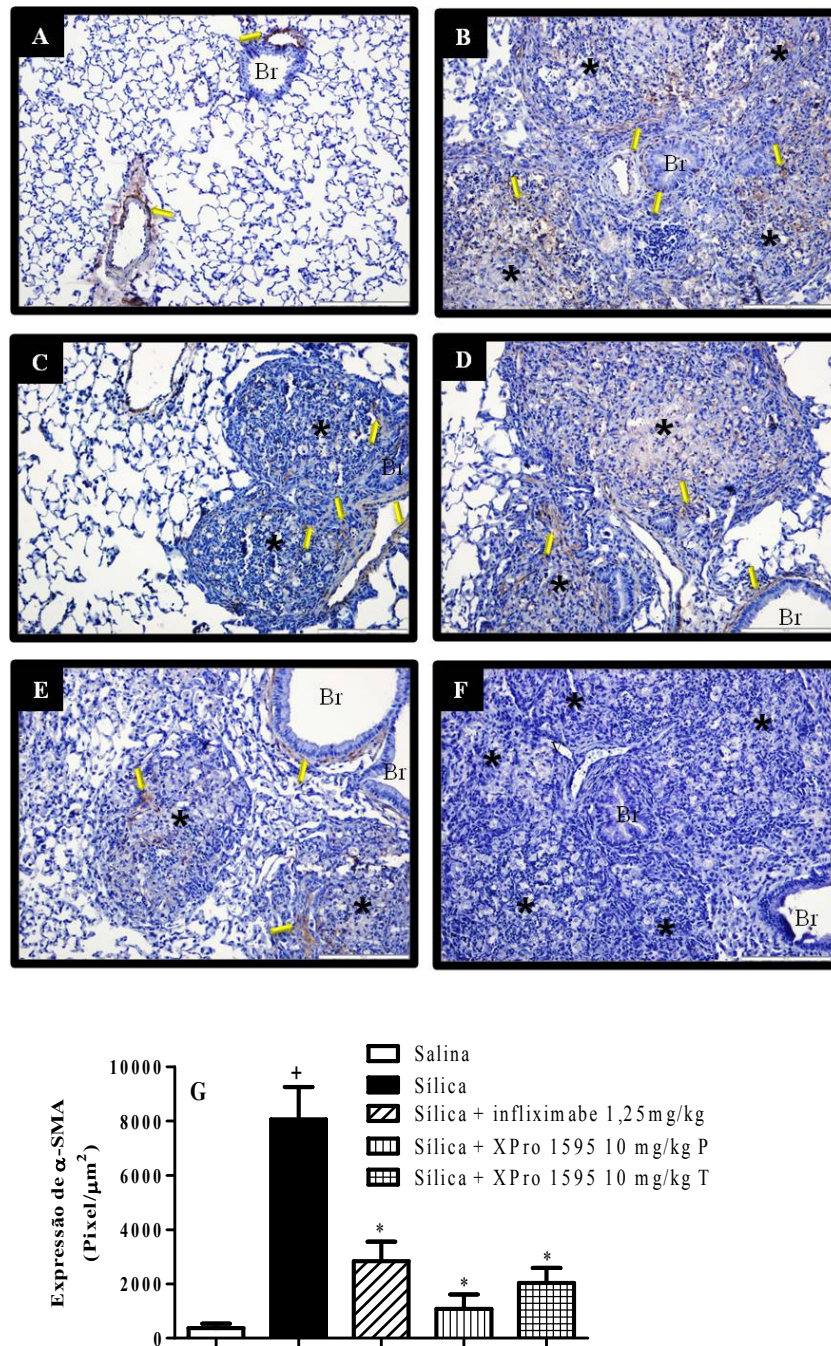 A
Br
B
*
*
Br
*
*
C
*
Br
*
D
*
*
Br
E
Br
Br
*
*
F
*
*
*
Br
*
*
Br
10000
8000
6000
4000
2000
0
Expressão de α-SMA
(Pixel/μm²)
G
+
*
*
*
Salina
Sílica
Sílica + infliximabe 1,25mg/kg
Sílica + XPro 1595 10 mg/kg P
Sílica + XPro 1595 10 mg/kg T